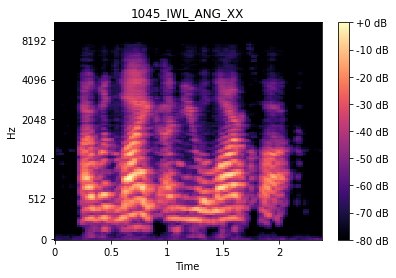 1045_IWL_ANG_XX
+0 dB
8192
-10 dB
4096
-20 dB
-30 dB
2048
Hz
-40 dB
1024
-50 dB
512
-60 dB
-70 dB
0
-80 dB
0 0.5 1 1.5 2
Time